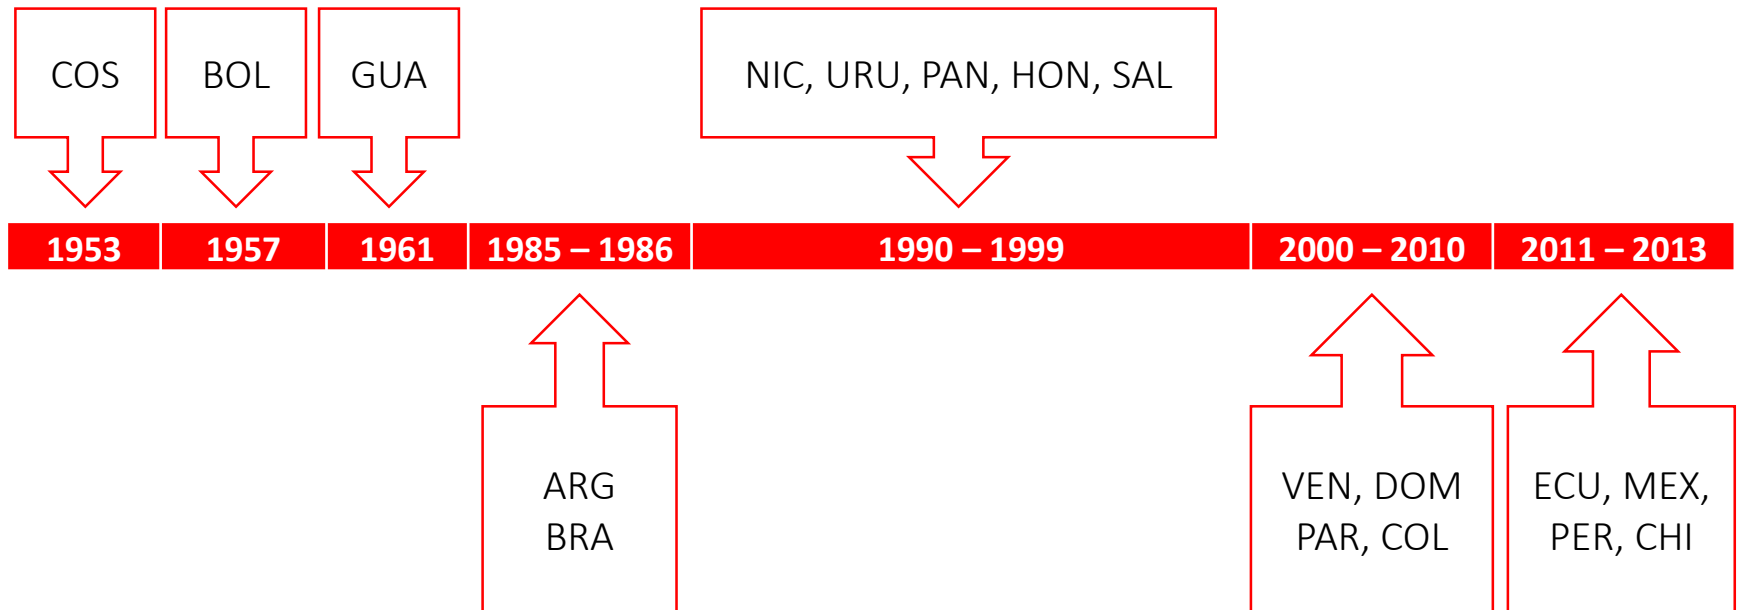 COS
BOL
GUA
NIC, URU, PAN, HON, SAL
1953
1957
1961
1985 – 1986
1990 – 1999
2000 – 2010
2011 – 2013
ARG
BRA
VEN, DOM
PAR, COL
ECU, MEX,
PER, CHI